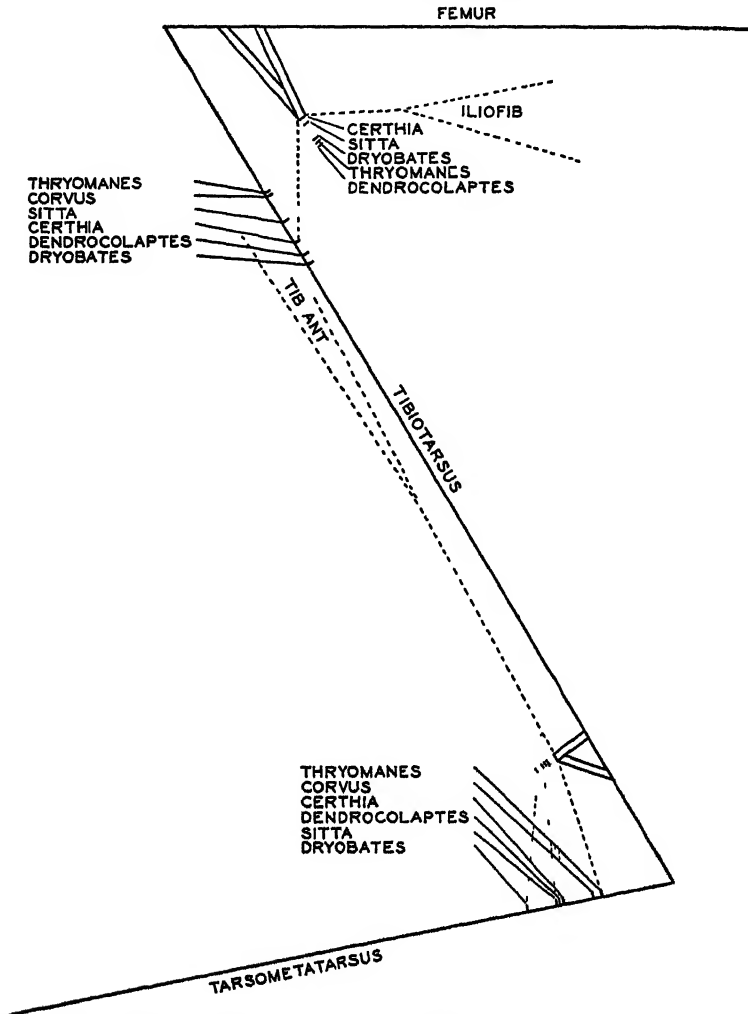 FEMUR
ILIOFIB
CERTHIA
SITTA
DRYOBATES
THRYOMANES
DENDROCOLAPTES
THRYOMANES
CORVUS
SITTA
CERTHIA
DENDROCOLAPTES
DRYOBATES
TIB ANT
TIBIOTARSUS
THRYOMANES
CORVUS
CERTHIA
DENDROCOLAPTES
SITTA
DRYOBATES
TARSOMETATARSUS